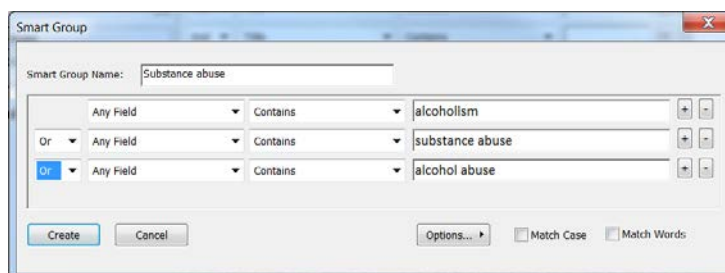 Smart Group
Smart Group Name: Substance abuse
Any Field Contains alcoholism + -
Or Any Field Contains substance abuse + -
Or Any Field Contains alcohol abuse + -
Create Cancel Options... Match Case Match Words